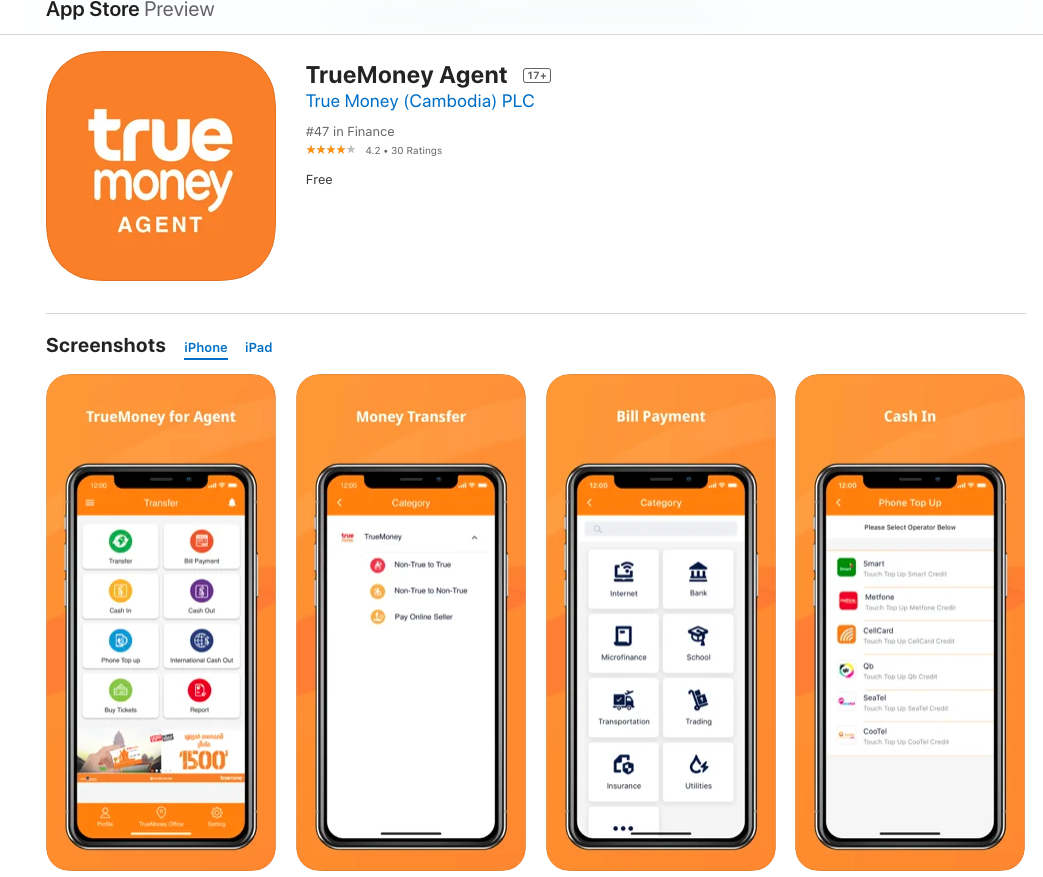 App Store Preview
true
money
AGENT
TrueMoney Agent 17+
True Money (Cambodia) PLC
#47 in Finance
4.2 • 30 Ratings
Free
Screenshots iPhone iPad
TrueMoney for Agent
12:00
Transfer
Transfer
Bill Payment
Cash In
Cash Out
Phone Top up
International Cash Out
Buy Tickets
Report
1500
Profile
TrueMoney Office
Setting
Money Transfer
12:00
Category
true
money
TrueMoney
Non-True to True
Non-True to Non-True
Pay Online Seller
Bill Payment
12:00
Category
Internet
Bank
Microfinance
School
Transportation
Trading
Insurance
Utilities
Cash In
12:00
Phone Top Up
Please Select Operator Below
Smart
Touch Top Up Smart Credit
Metfone
Touch Top Up Metfone Credit
CellCard
Touch Top Up CellCard Credit
Qb
Touch Top Up Qb Credit
SeaTel
Touch Top Up SeaTel Credit
CooTel
Touch Top Up CooTel Credit